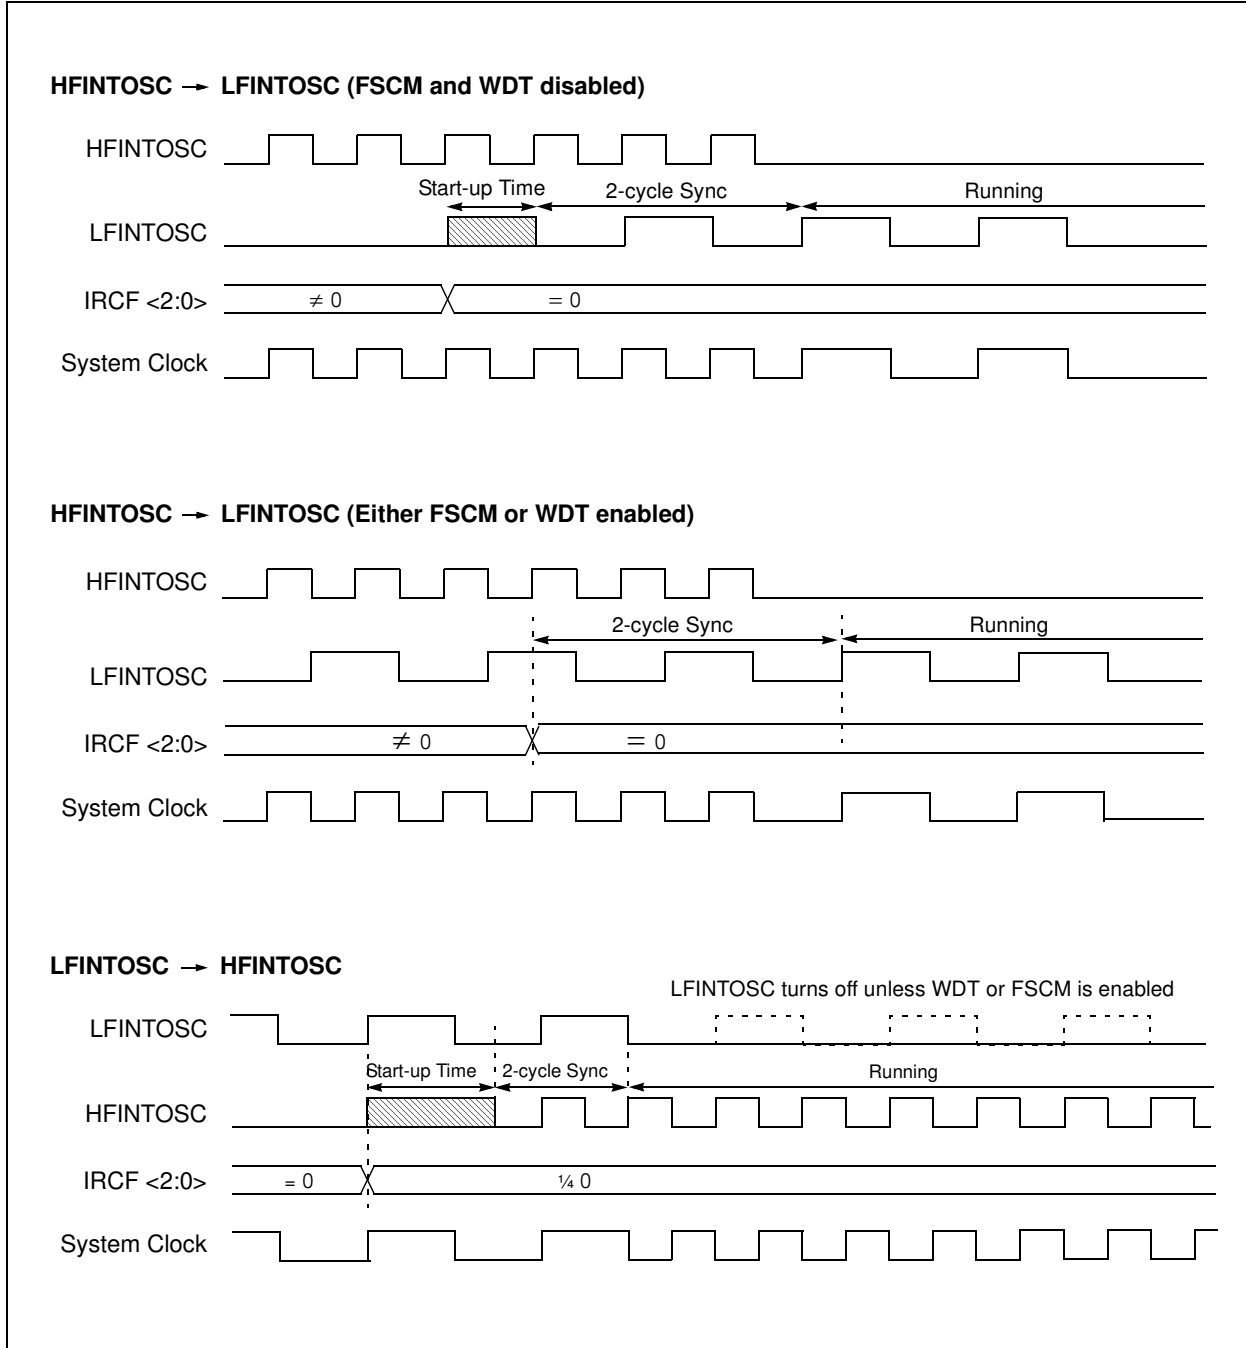 HFINTOSC → LFINTOSC (FSCM and WDT disabled)
HFINTOSC
Start-up Time 2-cycle Sync Running
LFINTOSC
IRCF <2:0> ≠ 0 = 0
System Clock
HFINTOSC → LFINTOSC (Either FSCM or WDT enabled)
HFINTOSC
2-cycle Sync Running
LFINTOSC
IRCF <2:0> ≠ 0 = 0
System Clock
LFINTOSC → HFINTOSC
LFINTOSC turns off unless WDT or FSCM is enabled
LFINTOSC
Start-up Time 2-cycle Sync Running
HFINTOSC
IRCF <2:0> = 0 ¼ 0
System Clock